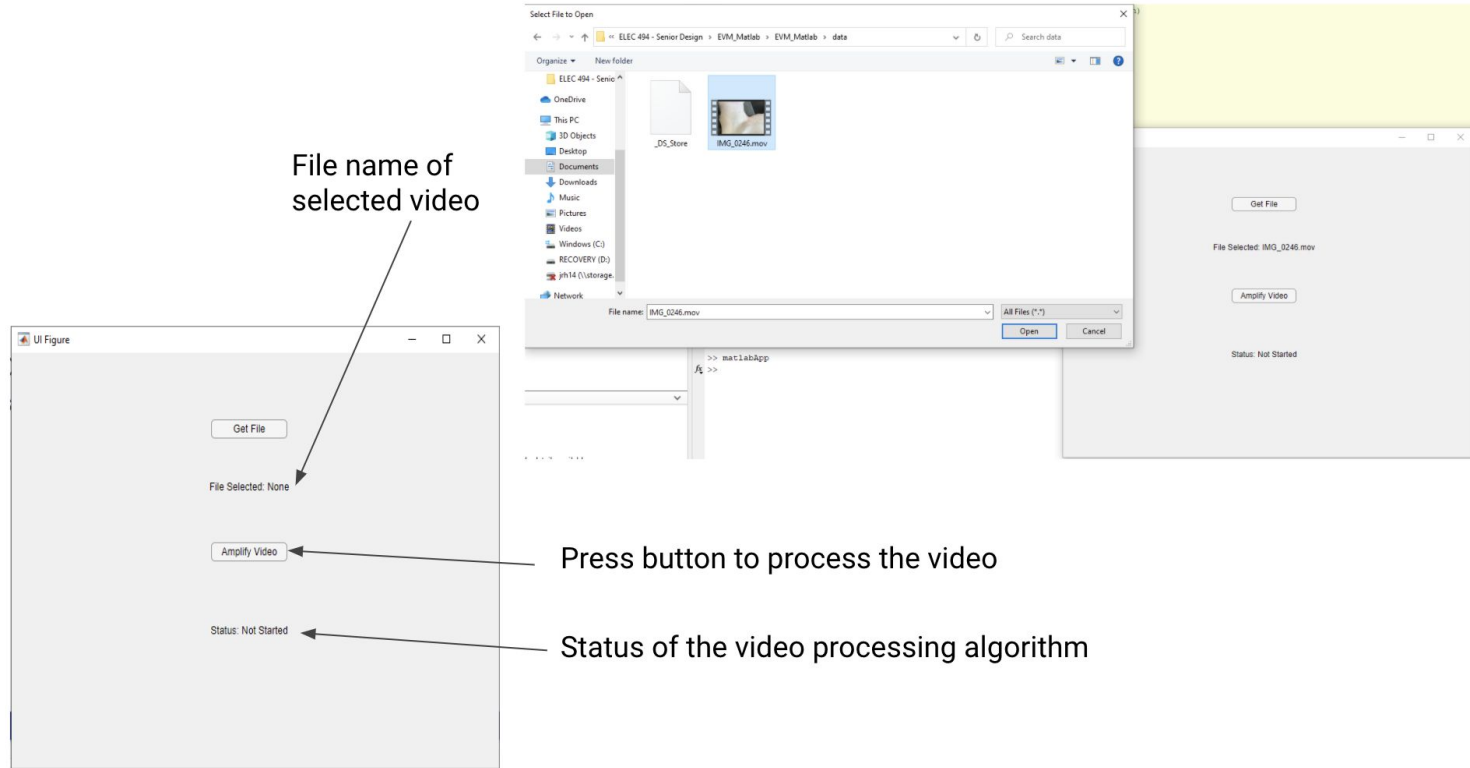 Select File to Open
« ELEC 494 - Senior Design › EVM_Matlab › EVM_Matlab › data
Search data
Organize
New folder
ELEC 494 - Senio
OneDrive
This PC
3D Objects
Desktop
Documents
Downloads
Music
Pictures
Videos
Windows (C:)
RECOVERY (D:)
jrh14 (\\storage.
Network
_DS_Store
IMG_0246.mov
File name: IMG_0246.mov
All Files (*.*)
Open
Cancel
>> matlabApp
fx >>
Get File
File Selected: IMG_0246.mov
Amplify Video
Status: Not Started
File name of
selected video
UI Figure
Get File
File Selected: None
Amplify Video
Status: Not Started
Press button to process the video
Status of the video processing algorithm